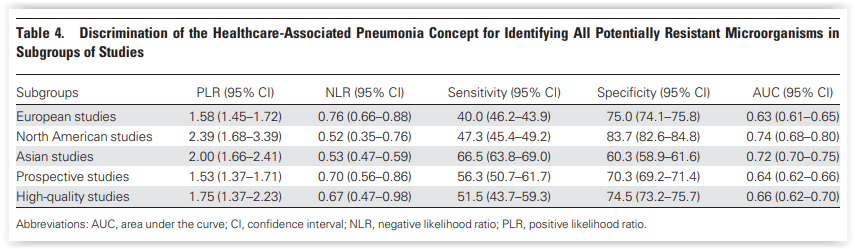 Table 4. Discrimination of the Healthcare-Associated Pneumonia Concept for Identifying All Potentially Resistant Microorganisms in
Subgroups of Studies
Subgroups PLR (95% CI) NLR (95% CI) Sensitivity (95% CI) Specificity (95% CI) AUC (95% CI)
European studies 1.58 (1.45–1.72) 0.76 (0.66–0.88) 40.0 (46.2–43.9) 75.0 (74.1–75.8) 0.63 (0.61–0.65)
North American studies 2.39 (1.68–3.39) 0.52 (0.35–0.76) 47.3 (45.4–49.2) 83.7 (82.6–84.8) 0.74 (0.68–0.80)
Asian studies 2.00 (1.66–2.41) 0.53 (0.47–0.59) 66.5 (63.8–69.0) 60.3 (58.9–61.6) 0.72 (0.70–0.75)
Prospective studies 1.53 (1.37–1.71) 0.70 (0.56–0.86) 56.3 (50.7–61.7) 70.3 (69.2–71.4) 0.64 (0.62–0.66)
High-quality studies 1.75 (1.37–2.23) 0.67 (0.47–0.98) 51.5 (43.7–59.3) 74.5 (73.2–75.7) 0.66 (0.62–0.70)
Abbreviations: AUC, area under the curve; CI, confidence interval; NLR, negative likelihood ratio; PLR, positive likelihood ratio.